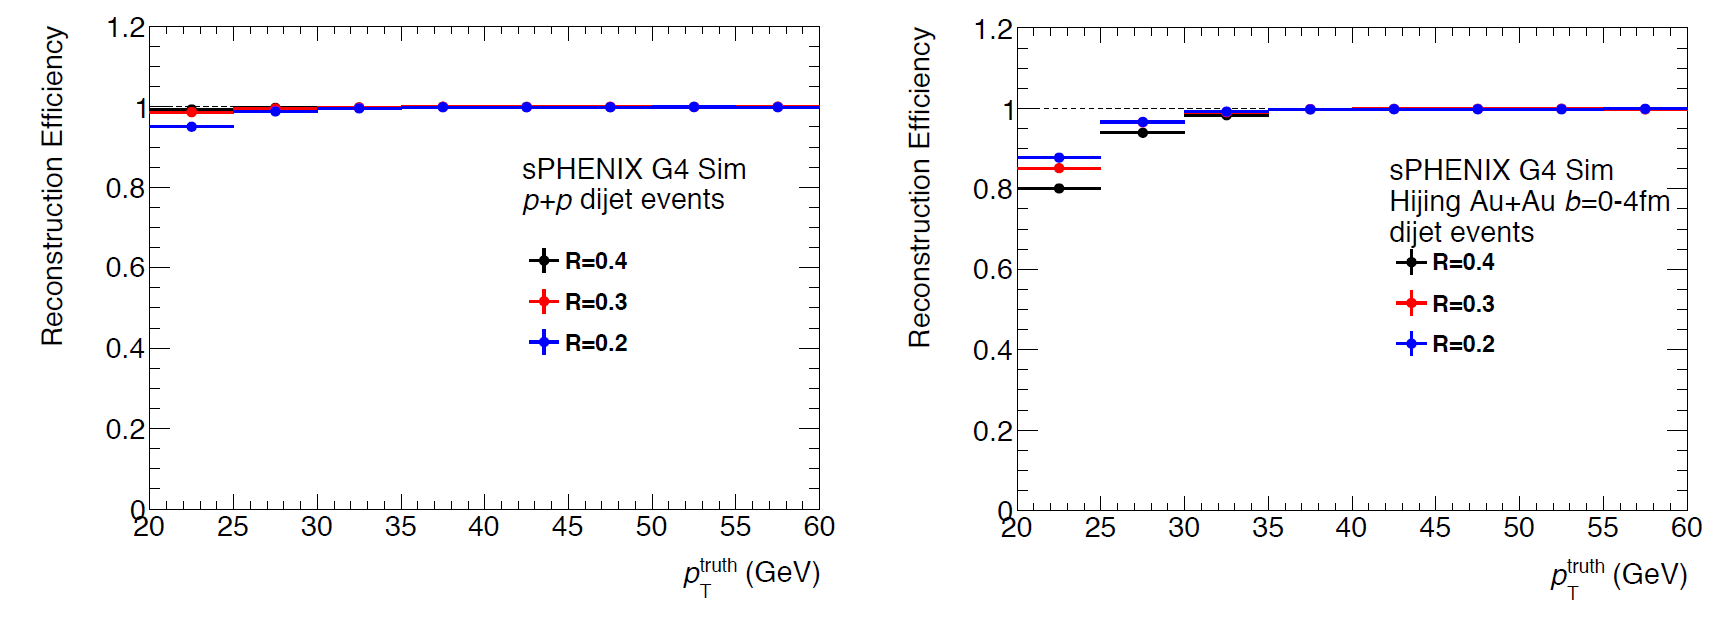 Reconstruction Efficiency
1.2
1
0.8
0.6
0.4
0.2
0
sPHENIX G4 Sim
p+p dijet events
R=0.4
R=0.3
R=0.2
20 25 30 35 40 45 50 55 60
p_T^truth (GeV)
Reconstruction Efficiency
1.2
1
0.8
0.6
0.4
0.2
0
sPHENIX G4 Sim
Hijing Au+Au b=0-4fm
dijet events
R=0.4
R=0.3
R=0.2
20 25 30 35 40 45 50 55 60
p_T^truth (GeV)